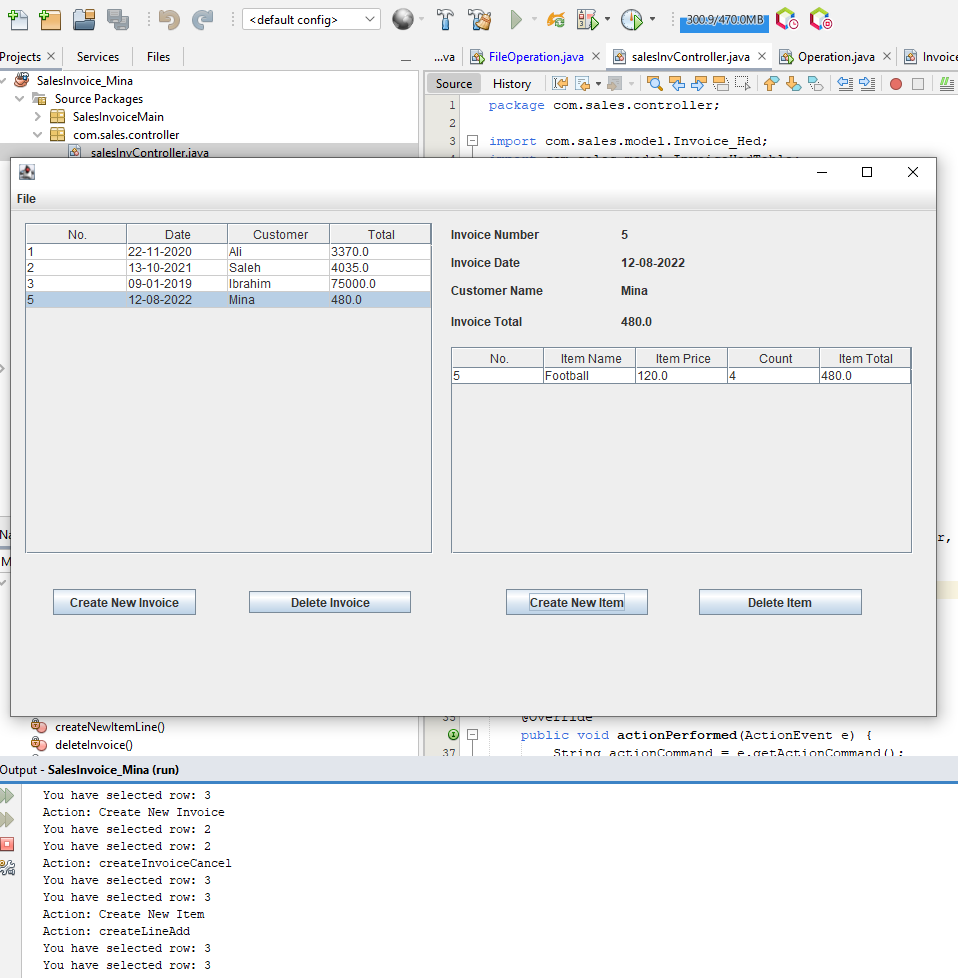 <default config>
300.9/470.0MB
Projects
Services
Files
...va
FileOperation.java
salesInvController.java
Operation.java
Invoice
SalesInvoice_Mina
Source Packages
SalesInvoiceMain
com.sales.controller
salesInvController.java
Source
History
1 package com.sales.controller;
2
3 import com.sales.model.Invoice_Hed;
File
No. Date Customer Total
1 22-11-2020 Ali 3370.0
2 13-10-2021 Saleh 4035.0
3 09-01-2019 Ibrahim 75000.0
5 12-08-2022 Mina 480.0
Invoice Number 5
Invoice Date 12-08-2022
Customer Name Mina
Invoice Total 480.0
No. Item Name Item Price Count Item Total
5 Football 120.0 4 480.0
Na
r,
M
Create New Invoice
Delete Invoice
Create New Item
Delete Item
createNewItemLine()
deleteInvoice()
@Override
public void actionPerformed(ActionEvent e) {
37 String actionCommand = e.getActionCommand();
Output - SalesInvoice_Mina (run)
You have selected row: 3
Action: Create New Invoice
You have selected row: 2
You have selected row: 2
Action: createInvoiceCancel
You have selected row: 3
You have selected row: 3
Action: Create New Item
Action: createLineAdd
You have selected row: 3
You have selected row: 3